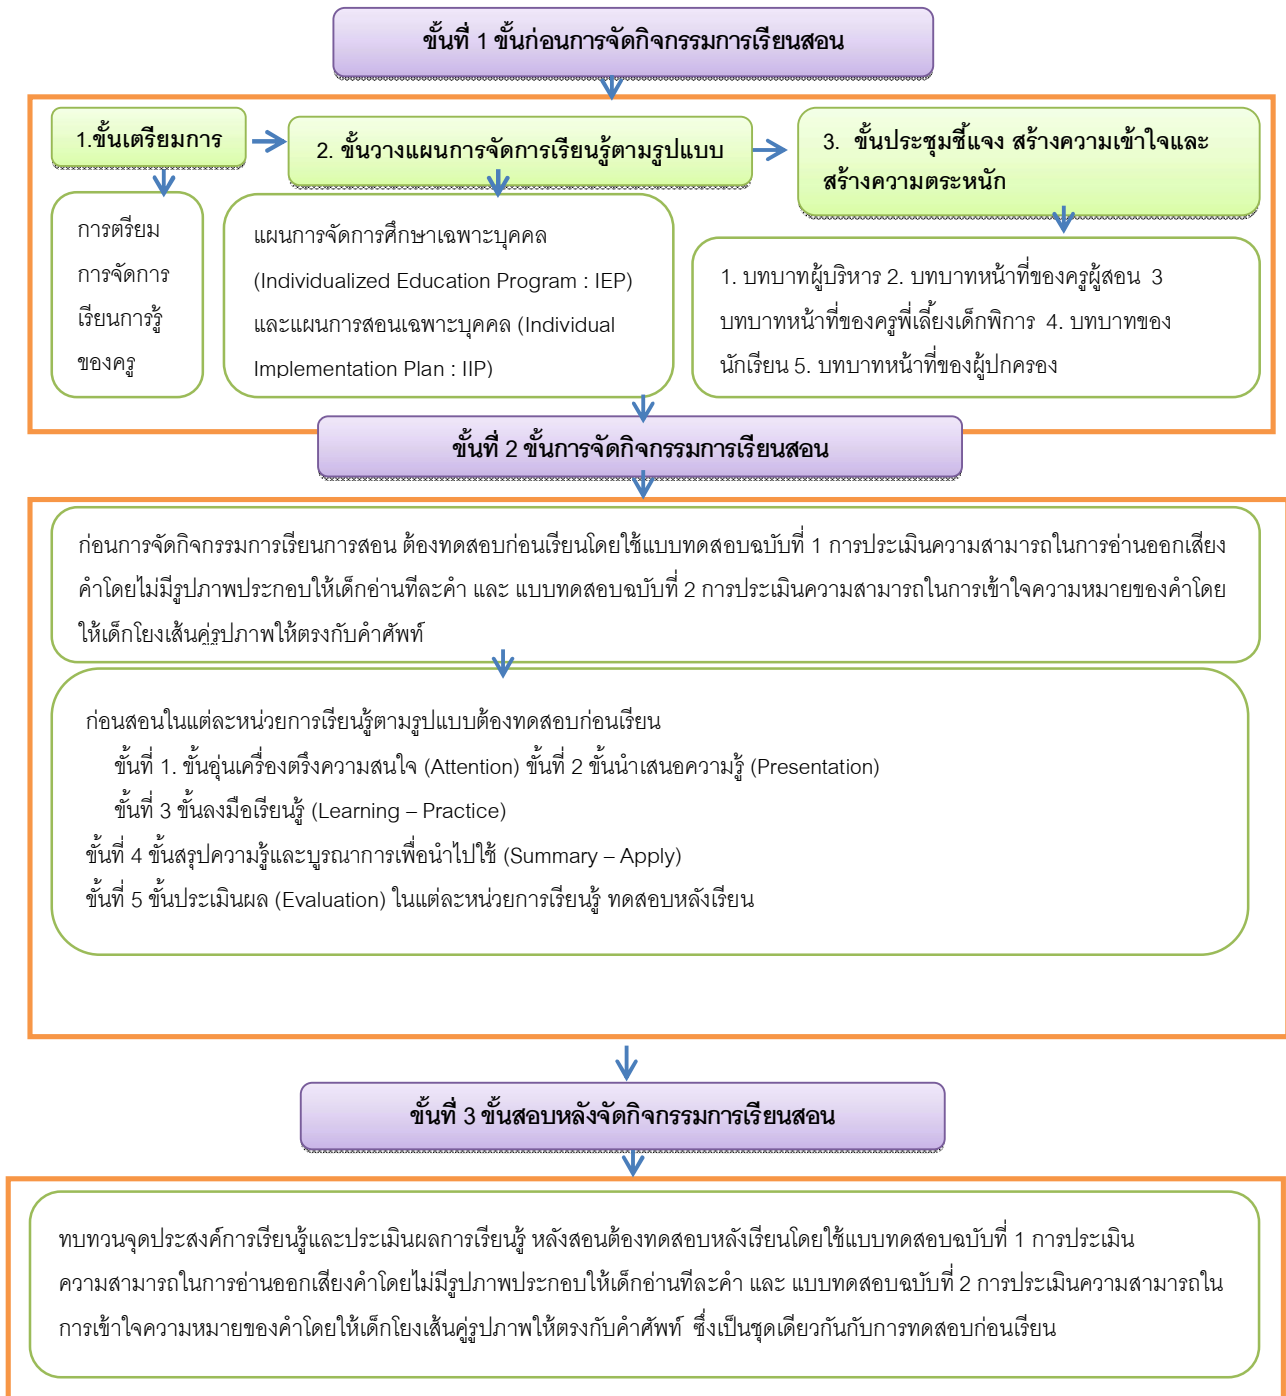 ขั้นที่ 1 ขั้นก่อนการจัดกิจกรรมการเรียนสอน
1.ขั้นเตรียมการ
2. ขั้นวางแผนการจัดการเรียนรู้ตามรูปแบบ
3. ขั้นประชุมชี้แจง สร้างความเข้าใจและ
สร้างความตระหนัก
การตรียม
การจัดการ
เรียนการรู้
ของครู
แผนการจัดการศึกษาเฉพาะบุคคล
(Individualized Education Program : IEP)
และแผนการสอนเฉพาะบุคคล (Individual
Implementation Plan : IIP)
1. บทบาทผู้บริหาร 2. บทบาทหน้าที่ของครูผู้สอน 3
บทบาทหน้าที่ของครูพี่เลี้ยงเด็กพิการ 4. บทบาทของ
นักเรียน 5. บทบาทหน้าที่ของผู้ปกครอง
ขั้นที่ 2 ขั้นการจัดกิจกรรมการเรียนสอน
ก่อนการจัดกิจกรรมการเรียนการสอน ต้องทดสอบก่อนเรียนโดยใช้แบบทดสอบฉบับที่ 1 การประเมินความสามารถในการอ่านออกเสียง
คำโดยไม่มีรูปภาพประกอบให้เด็กอ่านทีละคำ และ แบบทดสอบฉบับที่ 2 การประเมินความสามารถในการเข้าใจความหมายของคำโดย
ให้เด็กโยงเส้นคู่รูปภาพให้ตรงกับคำศัพท์
ก่อนสอนในแต่ละหน่วยการเรียนรู้ตามรูปแบบต้องทดสอบก่อนเรียน
ขั้นที่ 1. ขั้นอุ่นเครื่องตรึงความสนใจ (Attention) ขั้นที่ 2 ขั้นนำเสนอความรู้ (Presentation)
ขั้นที่ 3 ขั้นลงมือเรียนรู้ (Learning – Practice)
ขั้นที่ 4 ขั้นสรุปความรู้และบูรณาการเพื่อนำไปใช้ (Summary – Apply)
ขั้นที่ 5 ขั้นประเมินผล (Evaluation) ในแต่ละหน่วยการเรียนรู้ ทดสอบหลังเรียน
ขั้นที่ 3 ขั้นสอบหลังจัดกิจกรรมการเรียนสอน
ทบทวนจุดประสงค์การเรียนรู้และประเมินผลการเรียนรู้ หลังสอนต้องทดสอบหลังเรียนโดยใช้แบบทดสอบฉบับที่ 1 การประเมิน
ความสามารถในการอ่านออกเสียงคำโดยไม่มีรูปภาพประกอบให้เด็กอ่านทีละคำ และ แบบทดสอบฉบับที่ 2 การประเมินความสามารถใน
การเข้าใจความหมายของคำโดยให้เด็กโยงเส้นคู่รูปภาพให้ตรงกับคำศัพท์ ซึ่งเป็นชุดเดียวกันกับการทดสอบก่อนเรียน